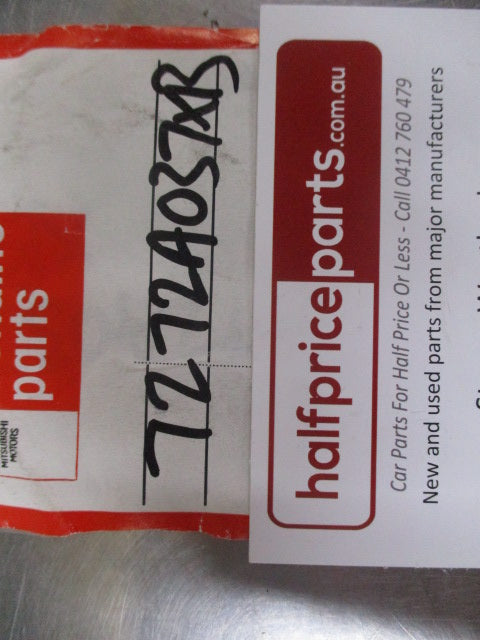 parts
MITSUBISHI
MOTORS
7272A037XB
halfpriceparts.com.au
Car Parts For Half Price Or Less - Call 0412 760 479
New and used parts from major manufacturers